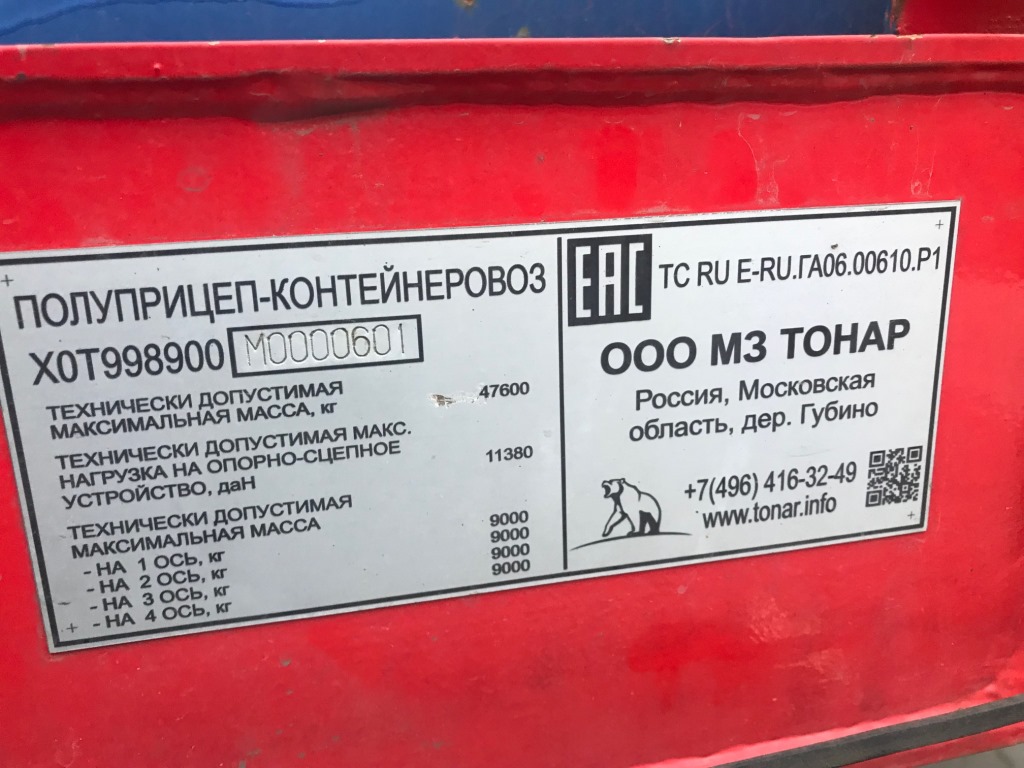 ПОЛУПРИЦЕП-КОНТЕЙНЕРОВОЗ
X0T998900 M0000601
ТЕХНИЧЕСКИ ДОПУСТИМАЯ
МАКСИМАЛЬНАЯ МАССА, кг 47600
ТЕХНИЧЕСКИ ДОПУСТИМАЯ МАКС.
НАГРУЗКА НА ОПОРНО-СЦЕПНОЕ 11380
УСТРОЙСТВО, даН
ТЕХНИЧЕСКИ ДОПУСТИМАЯ
МАКСИМАЛЬНАЯ МАССА
- НА 1 ОСЬ, кг 9000
- НА 2 ОСЬ, кг 9000
- НА 3 ОСЬ, кг 9000
- НА 4 ОСЬ, кг 9000
EAC TC RU E-RU.ГА06.00610.P1
ООО МЗ ТОНАР
Россия, Московская
область, дер. Губино
+7(496) 416-32-49
www.tonar.info